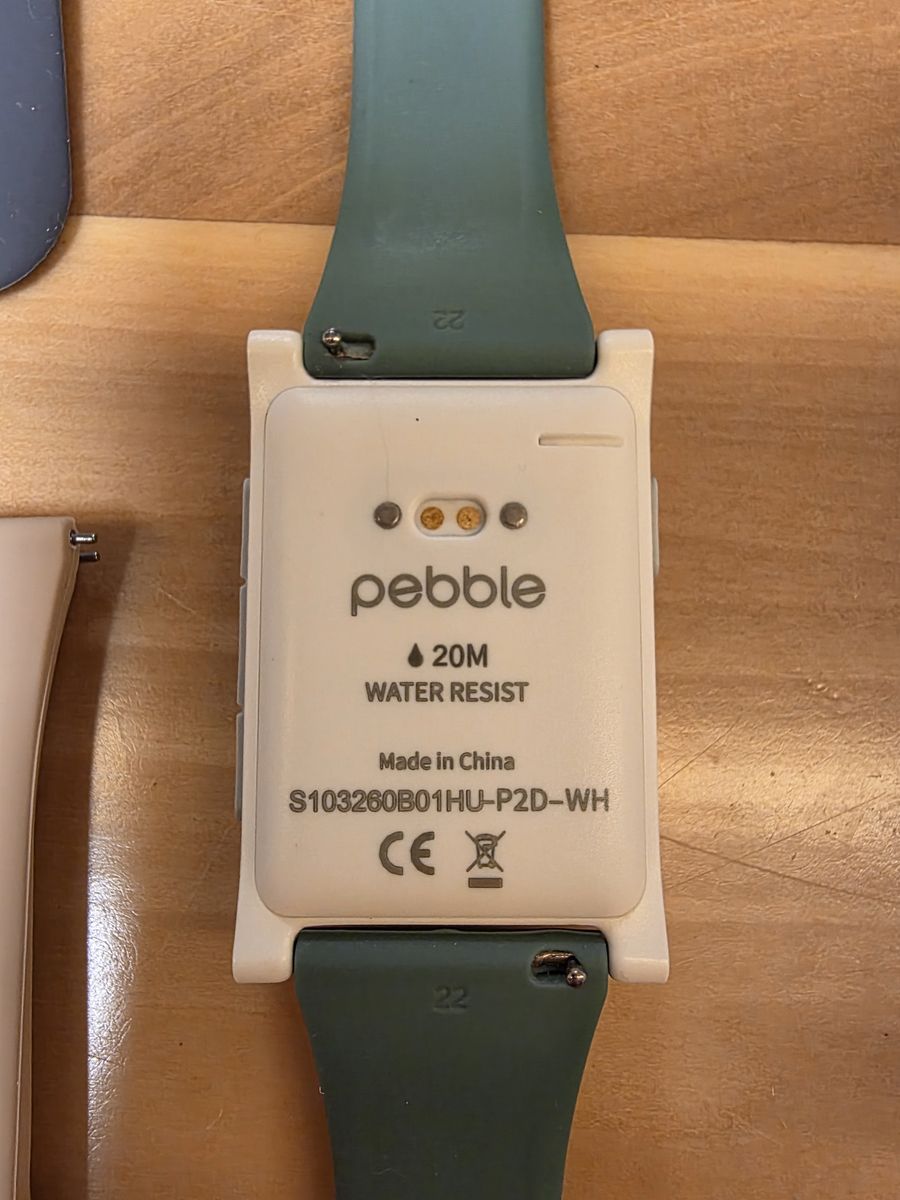 22
pebble
20M
WATER RESIST
Made in China
S103260B01HU-P2D-WH
CE
22